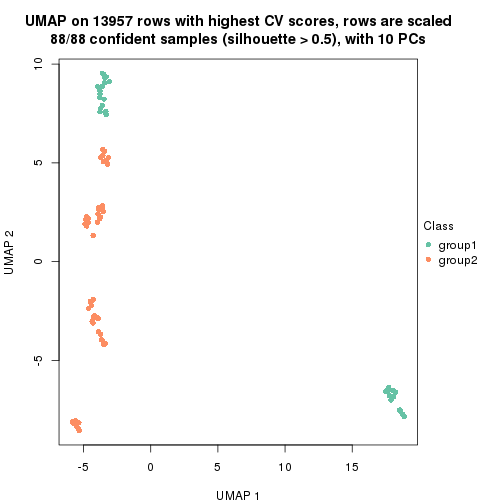 UMAP on 13957 rows with highest CV scores, rows are scaled
88/88 confident samples (silhouette > 0.5), with 10 PCs
10
5
0
-5
UMAP 2
Class
group1
group2
-5 0 5 10 15
UMAP 1